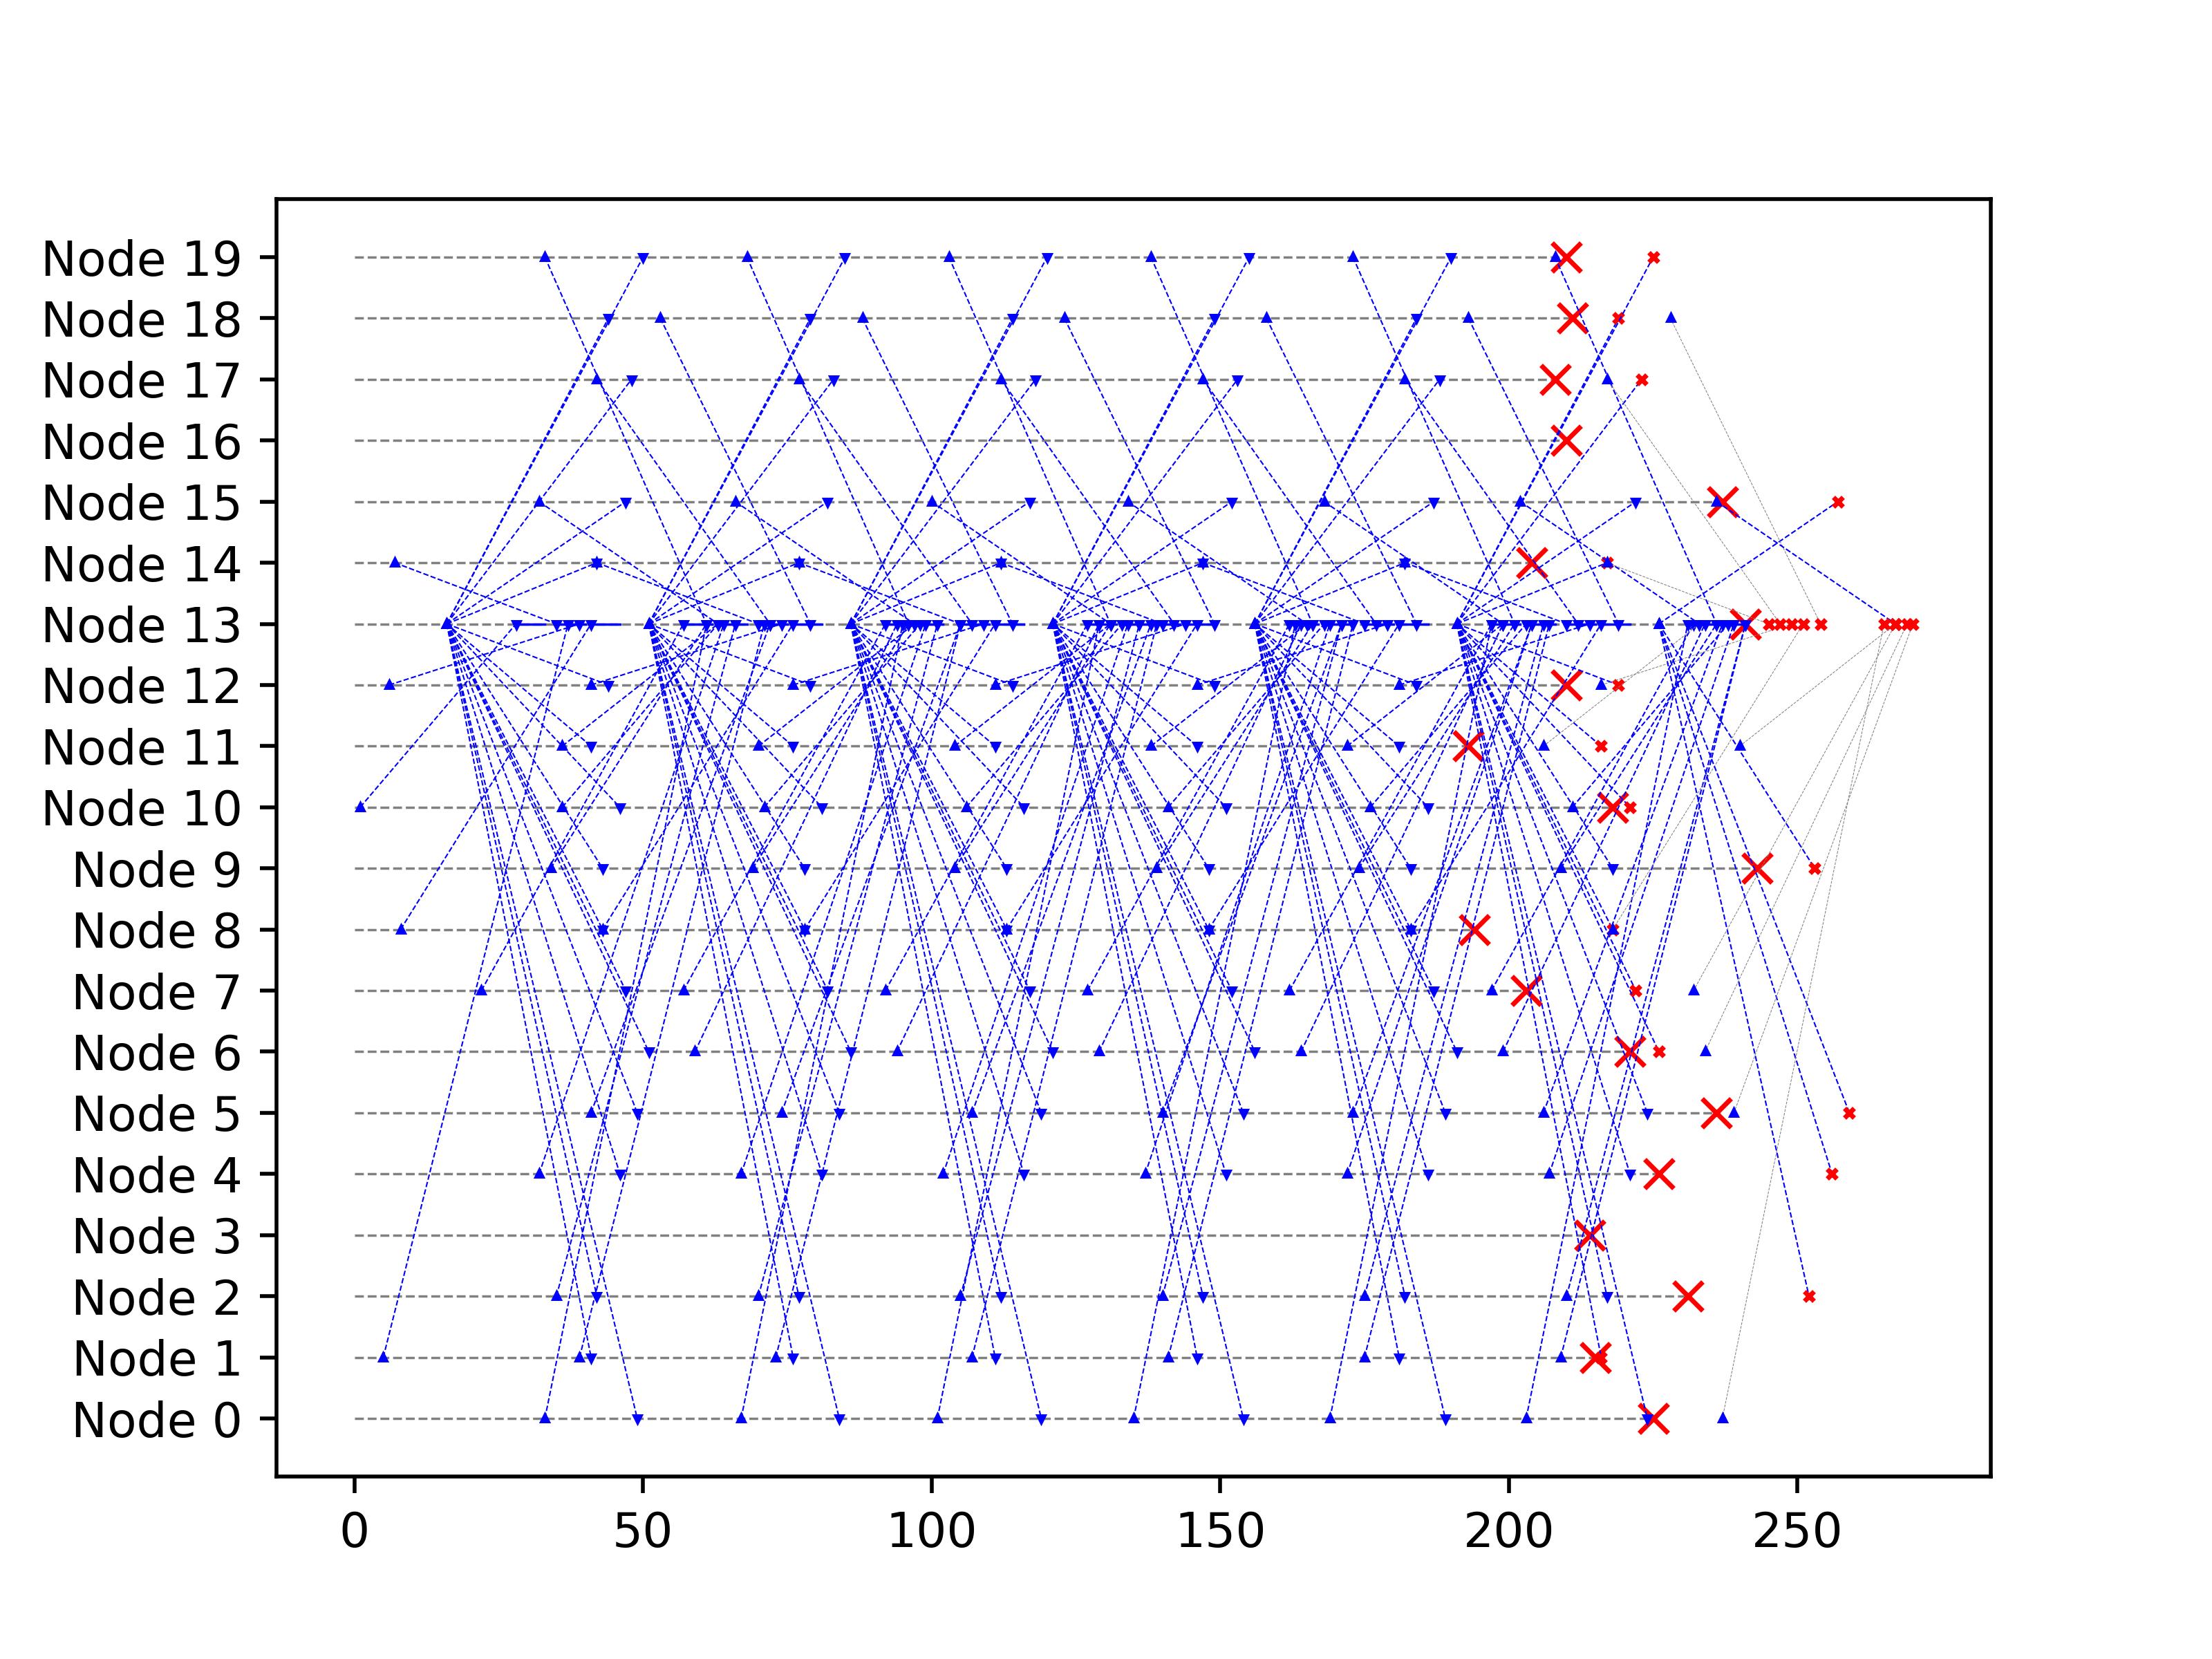 Node 19
Node 18
Node 17
Node 16
Node 15
Node 14
Node 13
Node 12
Node 11
Node 10
Node 9
Node 8
Node 7
Node 6
Node 5
Node 4
Node 3
Node 2
Node 1
Node 0
0 50 100 150 200 250